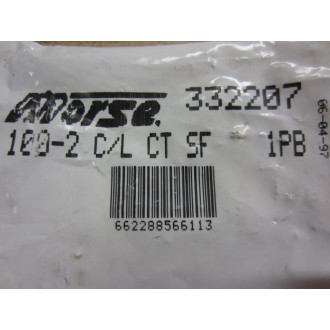 Morse. 332207
100-2 C/L CT SF 1PB
662288566113
06-04-97